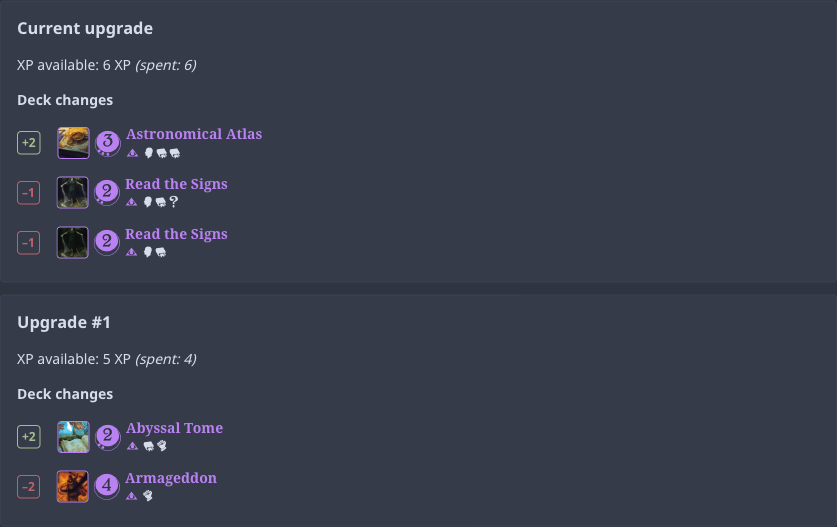 Current upgrade
XP available: 6 XP (spent: 6)
Deck changes
+2 3 Astronomical Atlas
−1 2 Read the Signs
?
−1 2 Read the Signs
Upgrade #1
XP available: 5 XP (spent: 4)
Deck changes
+2 2 Abyssal Tome
−2 4 Armageddon